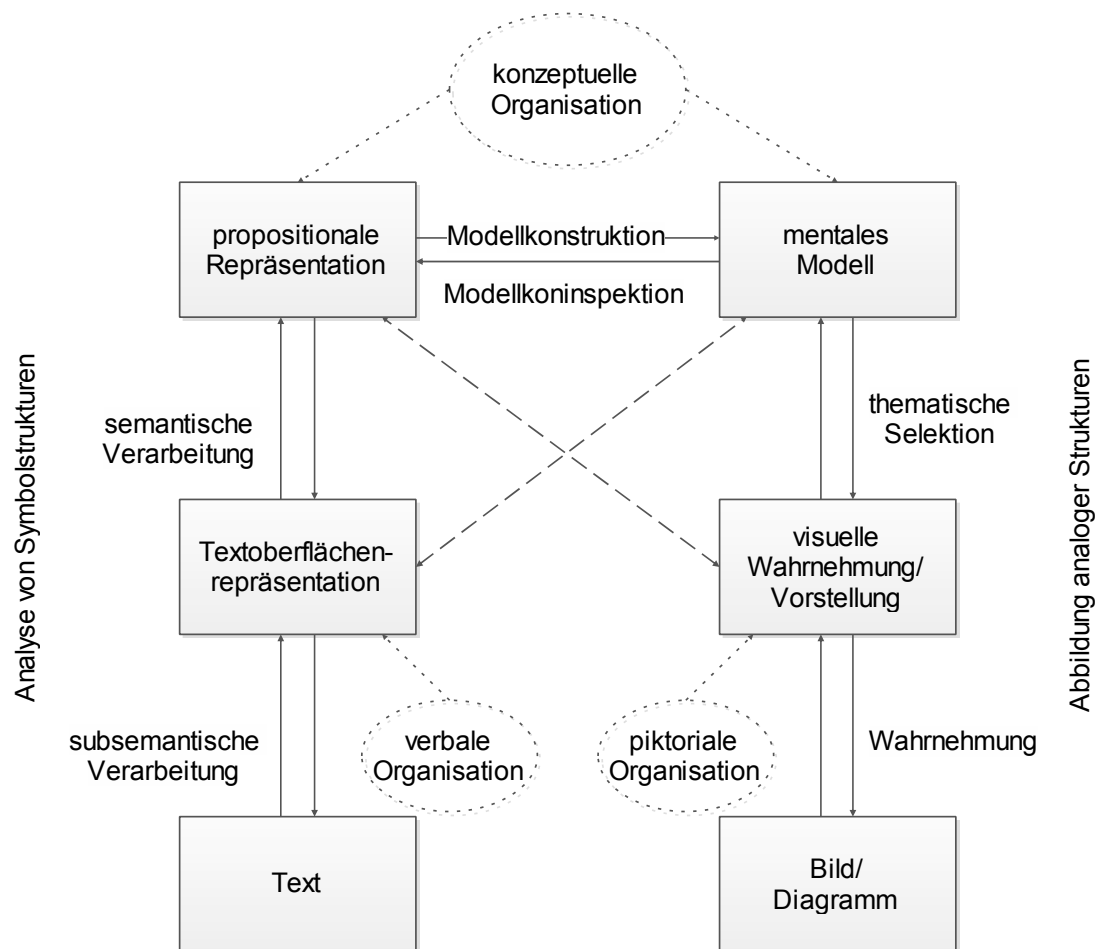 konzeptuelle
Organisation
propositionale
Repräsentation
Modellkonstruktion
mentales
Modell
Modellkoninspektion
Analyse von Symbolstrukturen
semantische
Verarbeitung
thematische
Selektion
Abbildung analoger Strukturen
Textoberflächen-
repräsentation
visuelle
Wahrnehmung/
Vorstellung
subsemantische
Verarbeitung
verbale
Organisation
piktoriale
Organisation
Wahrnehmung
Text
Bild/
Diagramm